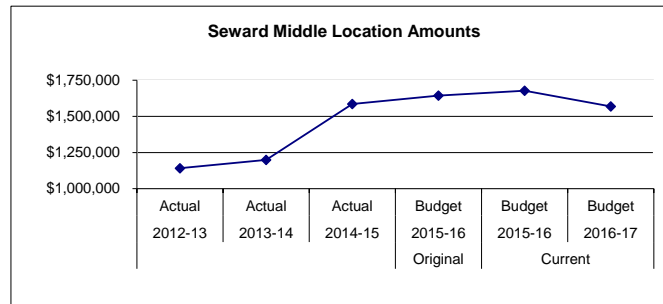 Seward Middle Location Amounts
$1,750,000
$1,500,000
$1,250,000
$1,000,000
Actual Actual Actual Budget Budget Budget
2012-13 2013-14 2014-15 2015-16 2015-16 2016-17
Original Current